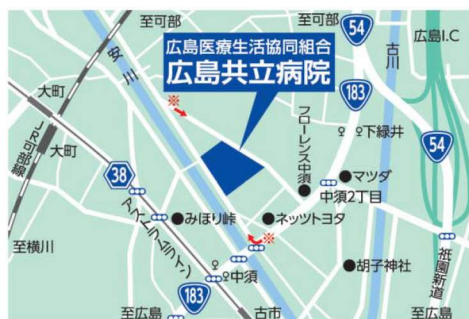 至可部
至可部
54
広島I.C
安川
広島医療生活協同組合
広島共立病院
古川
183
大町
※
フローレンス中須
下緑井
JR可部線
大町
54
38
マツダ
中須2丁目
アストラムライン
みほり峠
ネッツトヨタ
※
至横川
中須
胡子神社
祇園新道
183
至広島
古市
至広島